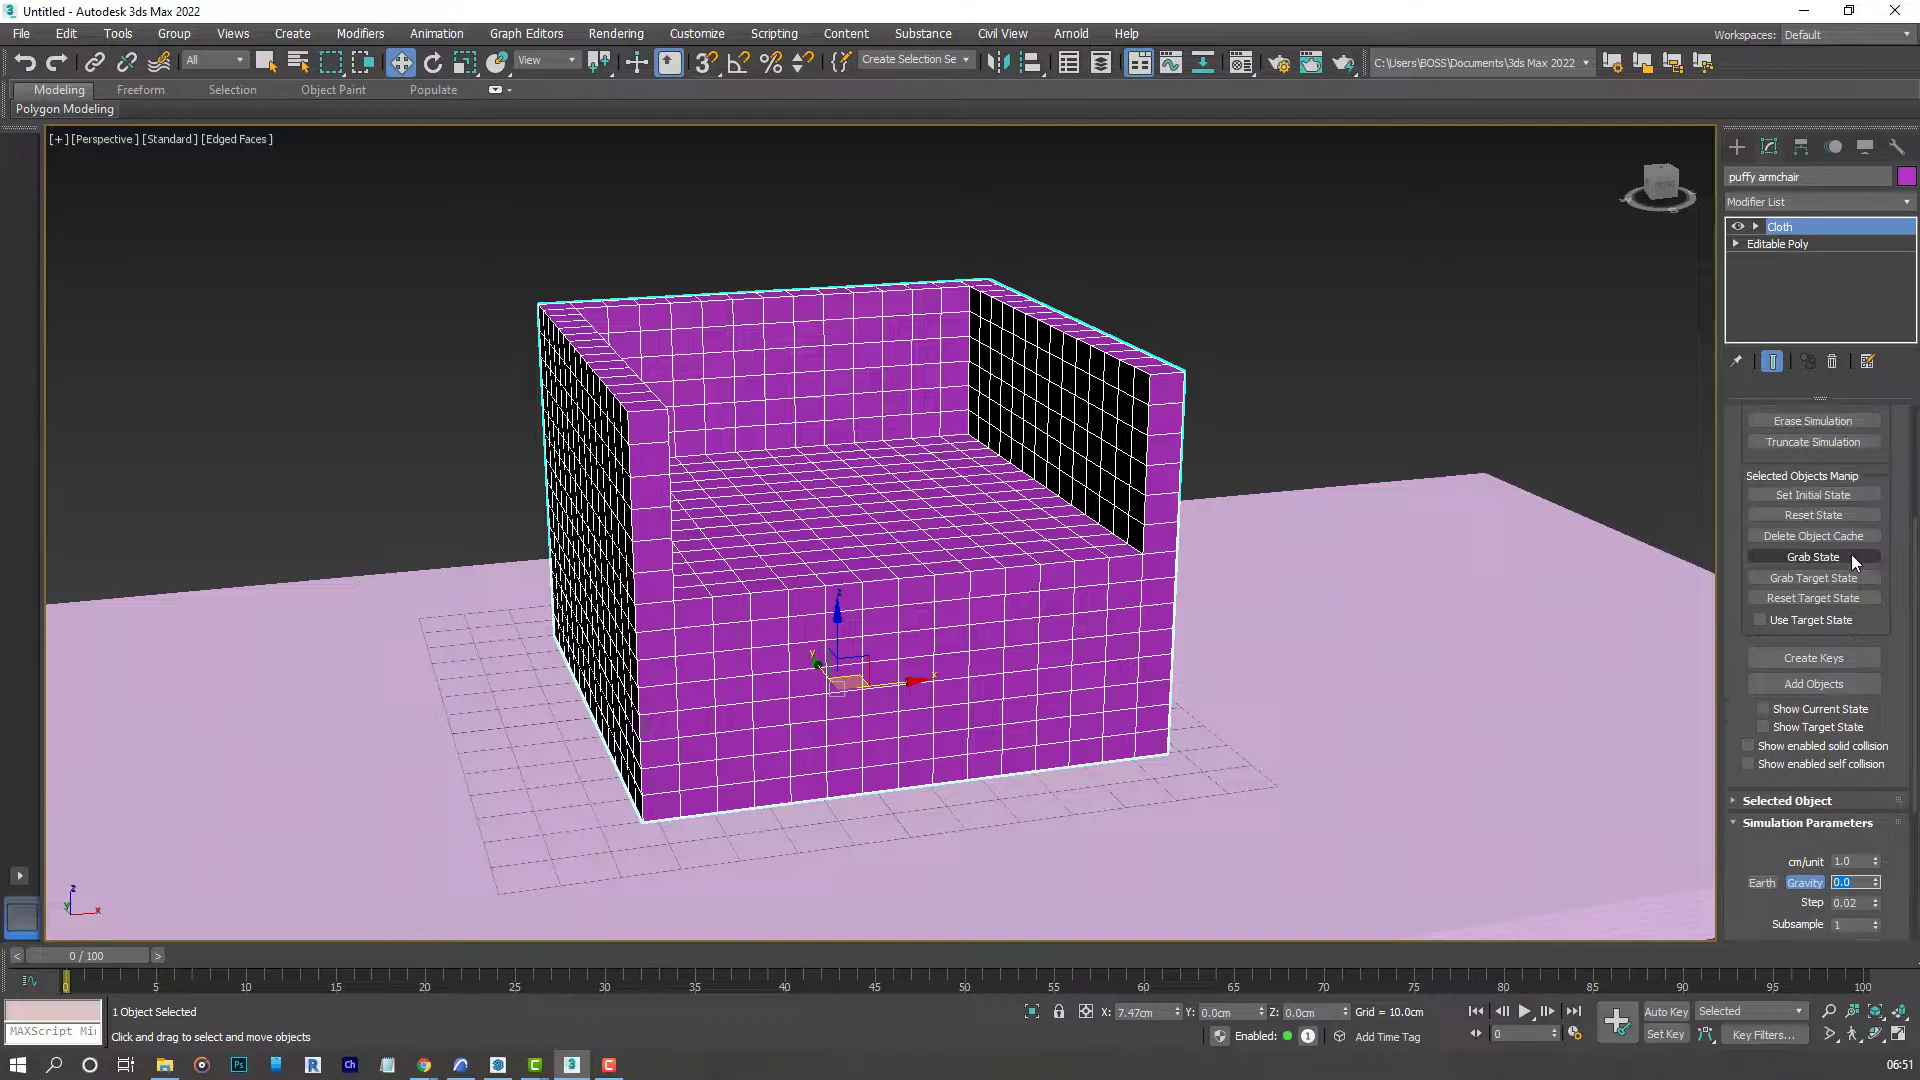 Untitled - Autodesk 3ds Max 2022
File Edit Tools Group Views Create Modifiers Animation Graph Editors Rendering Customize Scripting Content Substance Civil View Arnold Help
Workspaces: Default
All View Create Selection Se C:\Users\BOSS\Documents\3ds Max 2022
Modeling Freeform Selection Object Paint Populate
Polygon Modeling
[+] [Perspective ] [Standard ] [Edged Faces ]
puffy armchair
Modifier List
Cloth
Editable Poly
Erase Simulation
Truncate Simulation
Selected Objects Manip
Set Initial State
Reset State
Delete Object Cache
Grab State
Grab Target State
Reset Target State
Use Target State
Create Keys
Add Objects
Show Current State
Show Target State
Show enabled solid collision
Show enabled self collision
Selected Object
Simulation Parameters
cm/unit 1.0
Earth Gravity 0.0
Step 0.02
Subsample 1
z
y
x
z
y
x
< 0 / 100 >
0 5 10 15 20 25 30 35 40 45 50 55 60 65 70 75 80 85 90 95 100
1 Object Selected
X: 7.47cm Y: 0.0cm Z: 0.0cm Grid = 10.0cm
Auto Key Selected
MAXScript Mi
Click and drag to select and move objects
Enabled: 1 Add Time Tag
0 Set Key Key Filters...
06:51